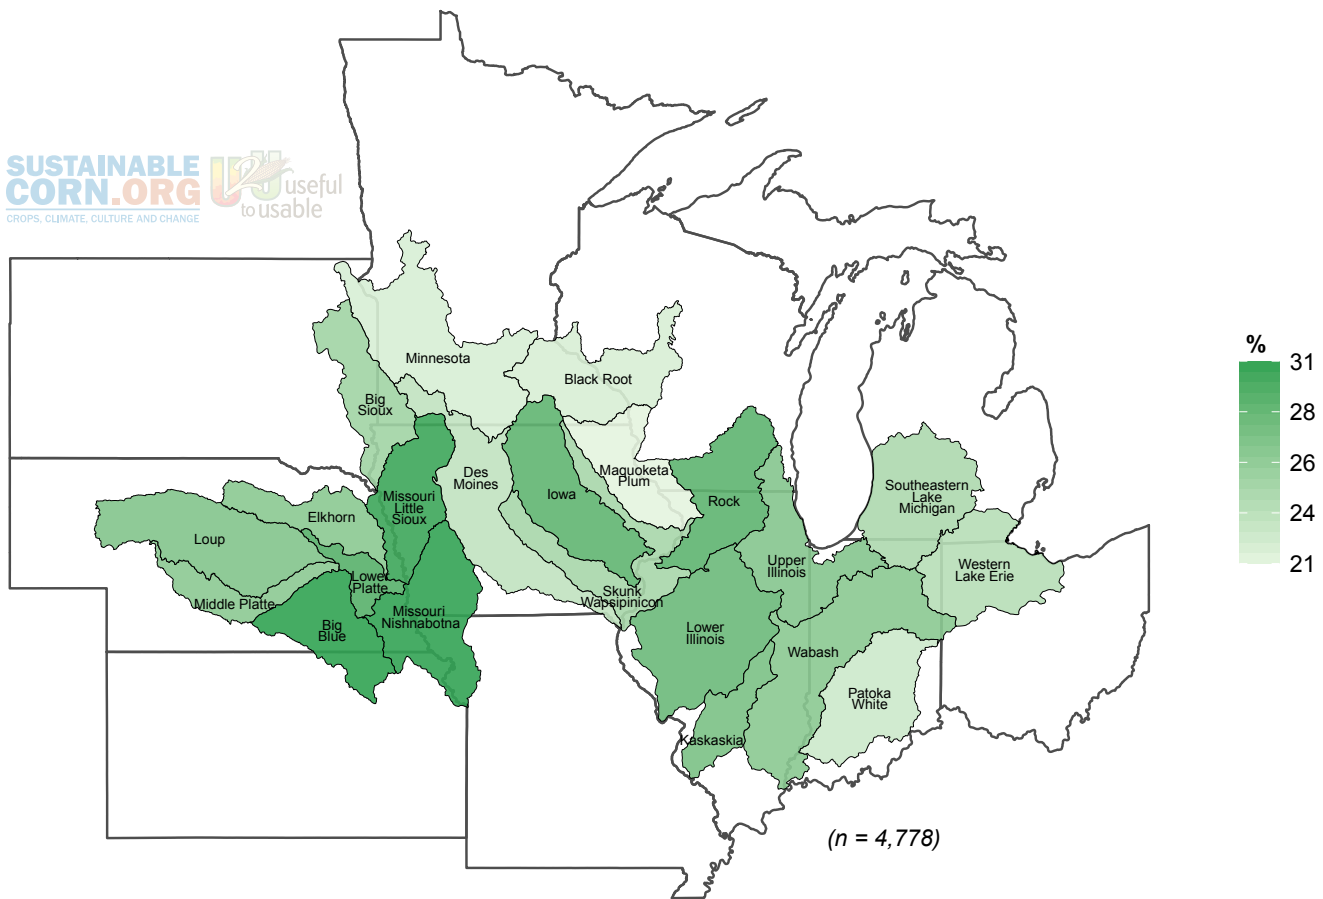 SUSTAINABLE
CORN.ORG
CROPS, CLIMATE, CULTURE AND CHANGE
U2U useful
to usable
Minnesota
Black Root
Big
Sioux
Des
Moines
Maquoketa
Plum
Iowa
Rock
Missouri
Little
Sioux
Southeastern
Lake
Michigan
Elkhorn
Loup
Lower
Platte
Middle Platte
Upper
Illinois
Western
Lake Erie
Skunk
Wapsipinicon
Missouri
Nishnabotna
Big
Blue
Lower
Illinois
Wabash
Patoka
White
Kaskaskia
(n = 4,778)
%
31
28
26
24
21